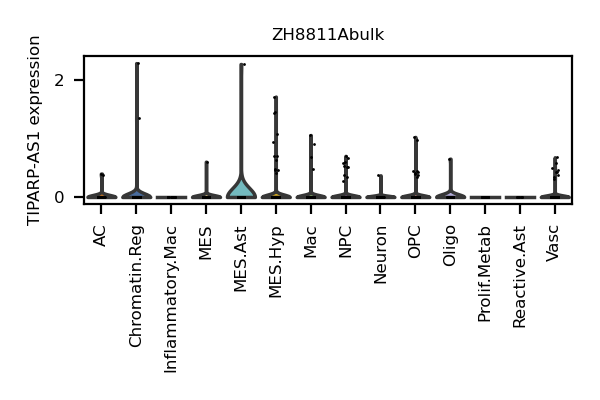 ZH8811Abulk
TIPARP-AS1 expression
2
0
AC
Chromatin.Reg
Inflammatory.Mac
MES
MES.Ast
MES.Hyp
Mac
NPC
Neuron
OPC
Oligo
Prolif.Metab
Reactive.Ast
Vasc